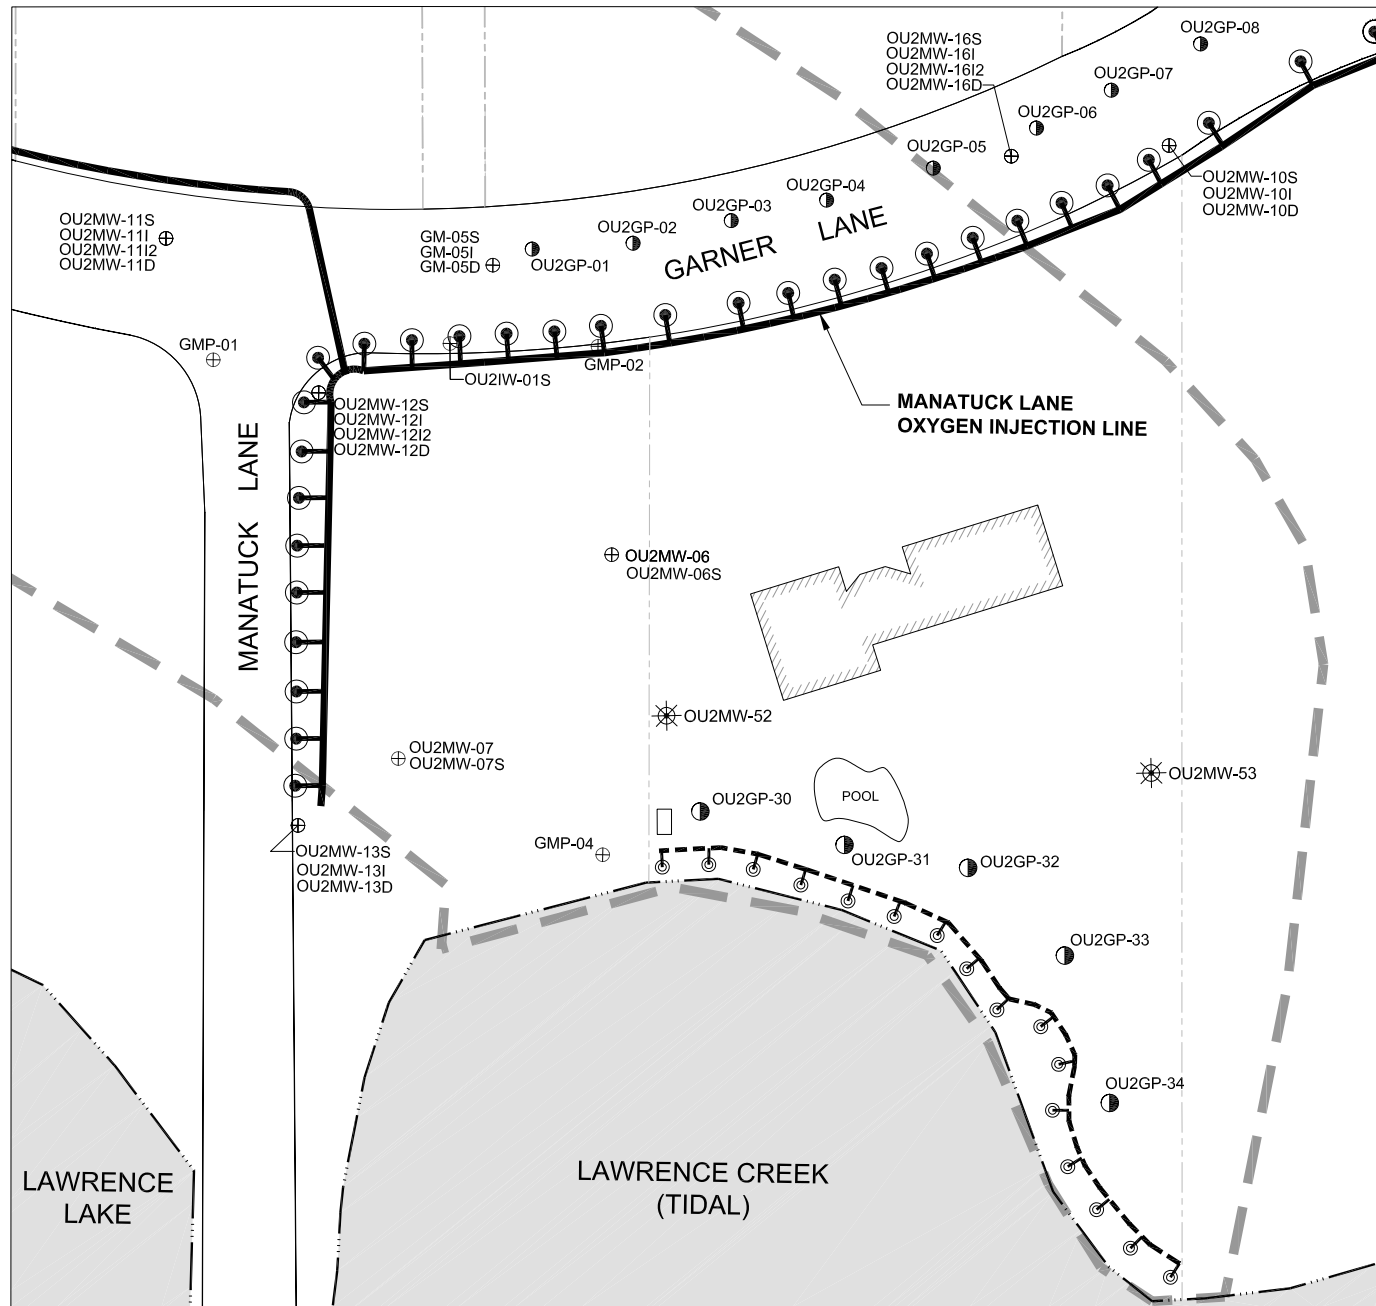 OU2MW-16S
OU2MW-16I
OU2MW-16I2
OU2MW-16D
OU2GP-08
OU2GP-07
OU2GP-06
OU2GP-05
OU2MW-10S
OU2MW-10I
OU2MW-10D
OU2MW-11S
OU2MW-11I
OU2MW-11I2
OU2MW-11D
GM-05S
GM-05I
GM-05D
OU2GP-01
OU2GP-02
OU2GP-03
OU2GP-04
GARNER LANE
GMP-01
OU2IW-01S
GMP-02
OU2MW-12S
OU2MW-12I
OU2MW-12I2
OU2MW-12D
MANATUCK LANE
OXYGEN INJECTION LINE
MANATUCK LANE
OU2MW-06
OU2MW-06S
OU2MW-52
OU2MW-07
OU2MW-07S
OU2MW-53
POOL
OU2GP-30
OU2GP-31
OU2GP-32
GMP-04
OU2MW-13S
OU2MW-13I
OU2MW-13D
OU2GP-33
OU2GP-34
LAWRENCE
LAKE
LAWRENCE CREEK
(TIDAL)